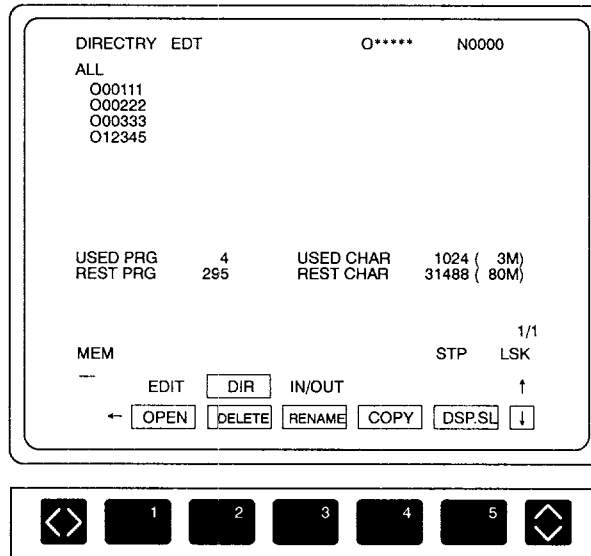 DIRECTRY EDT O***** N0000
ALL
O00111
O00222
O00333
O12345
USED PRG 4 USED CHAR 1024 ( 3M)
REST PRG 295 REST CHAR 31488 ( 80M)
1/1
MEM STP LSK
EDIT DIR IN/OUT ↑
← OPEN DELETE RENAME COPY DSP.SL ↓
1 2 3 4 5